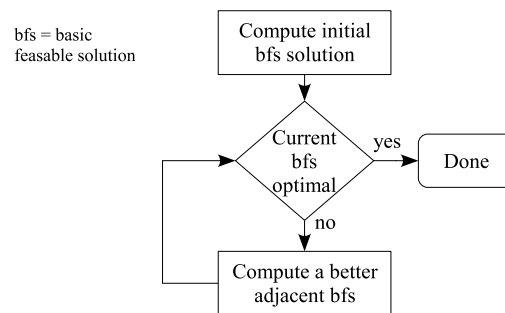 bfs = basic
feasable solution
Compute initial
bfs solution
Current
bfs
optimal
yes
Done
no
Compute a better
adjacent bfs